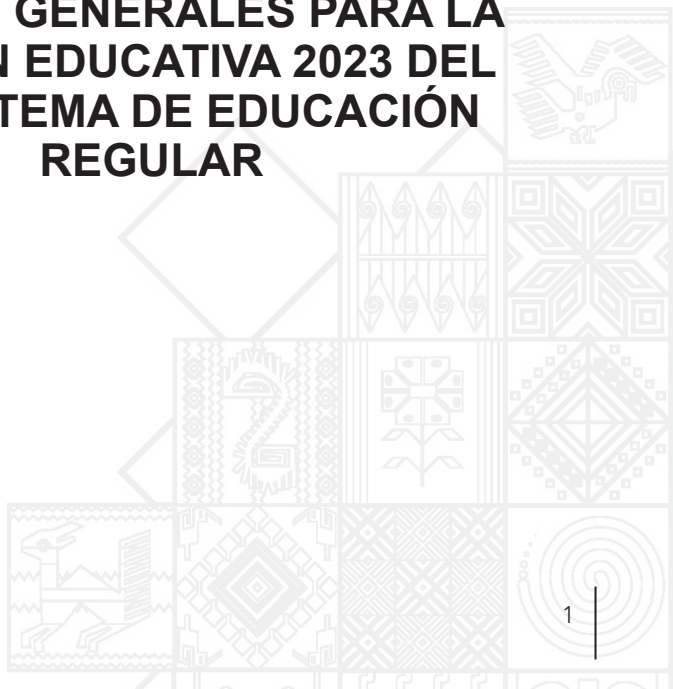 GENERALES PARA LA
N EDUCATIVA 2023 DEL
TEMA DE EDUCACIÓN
REGULAR
1